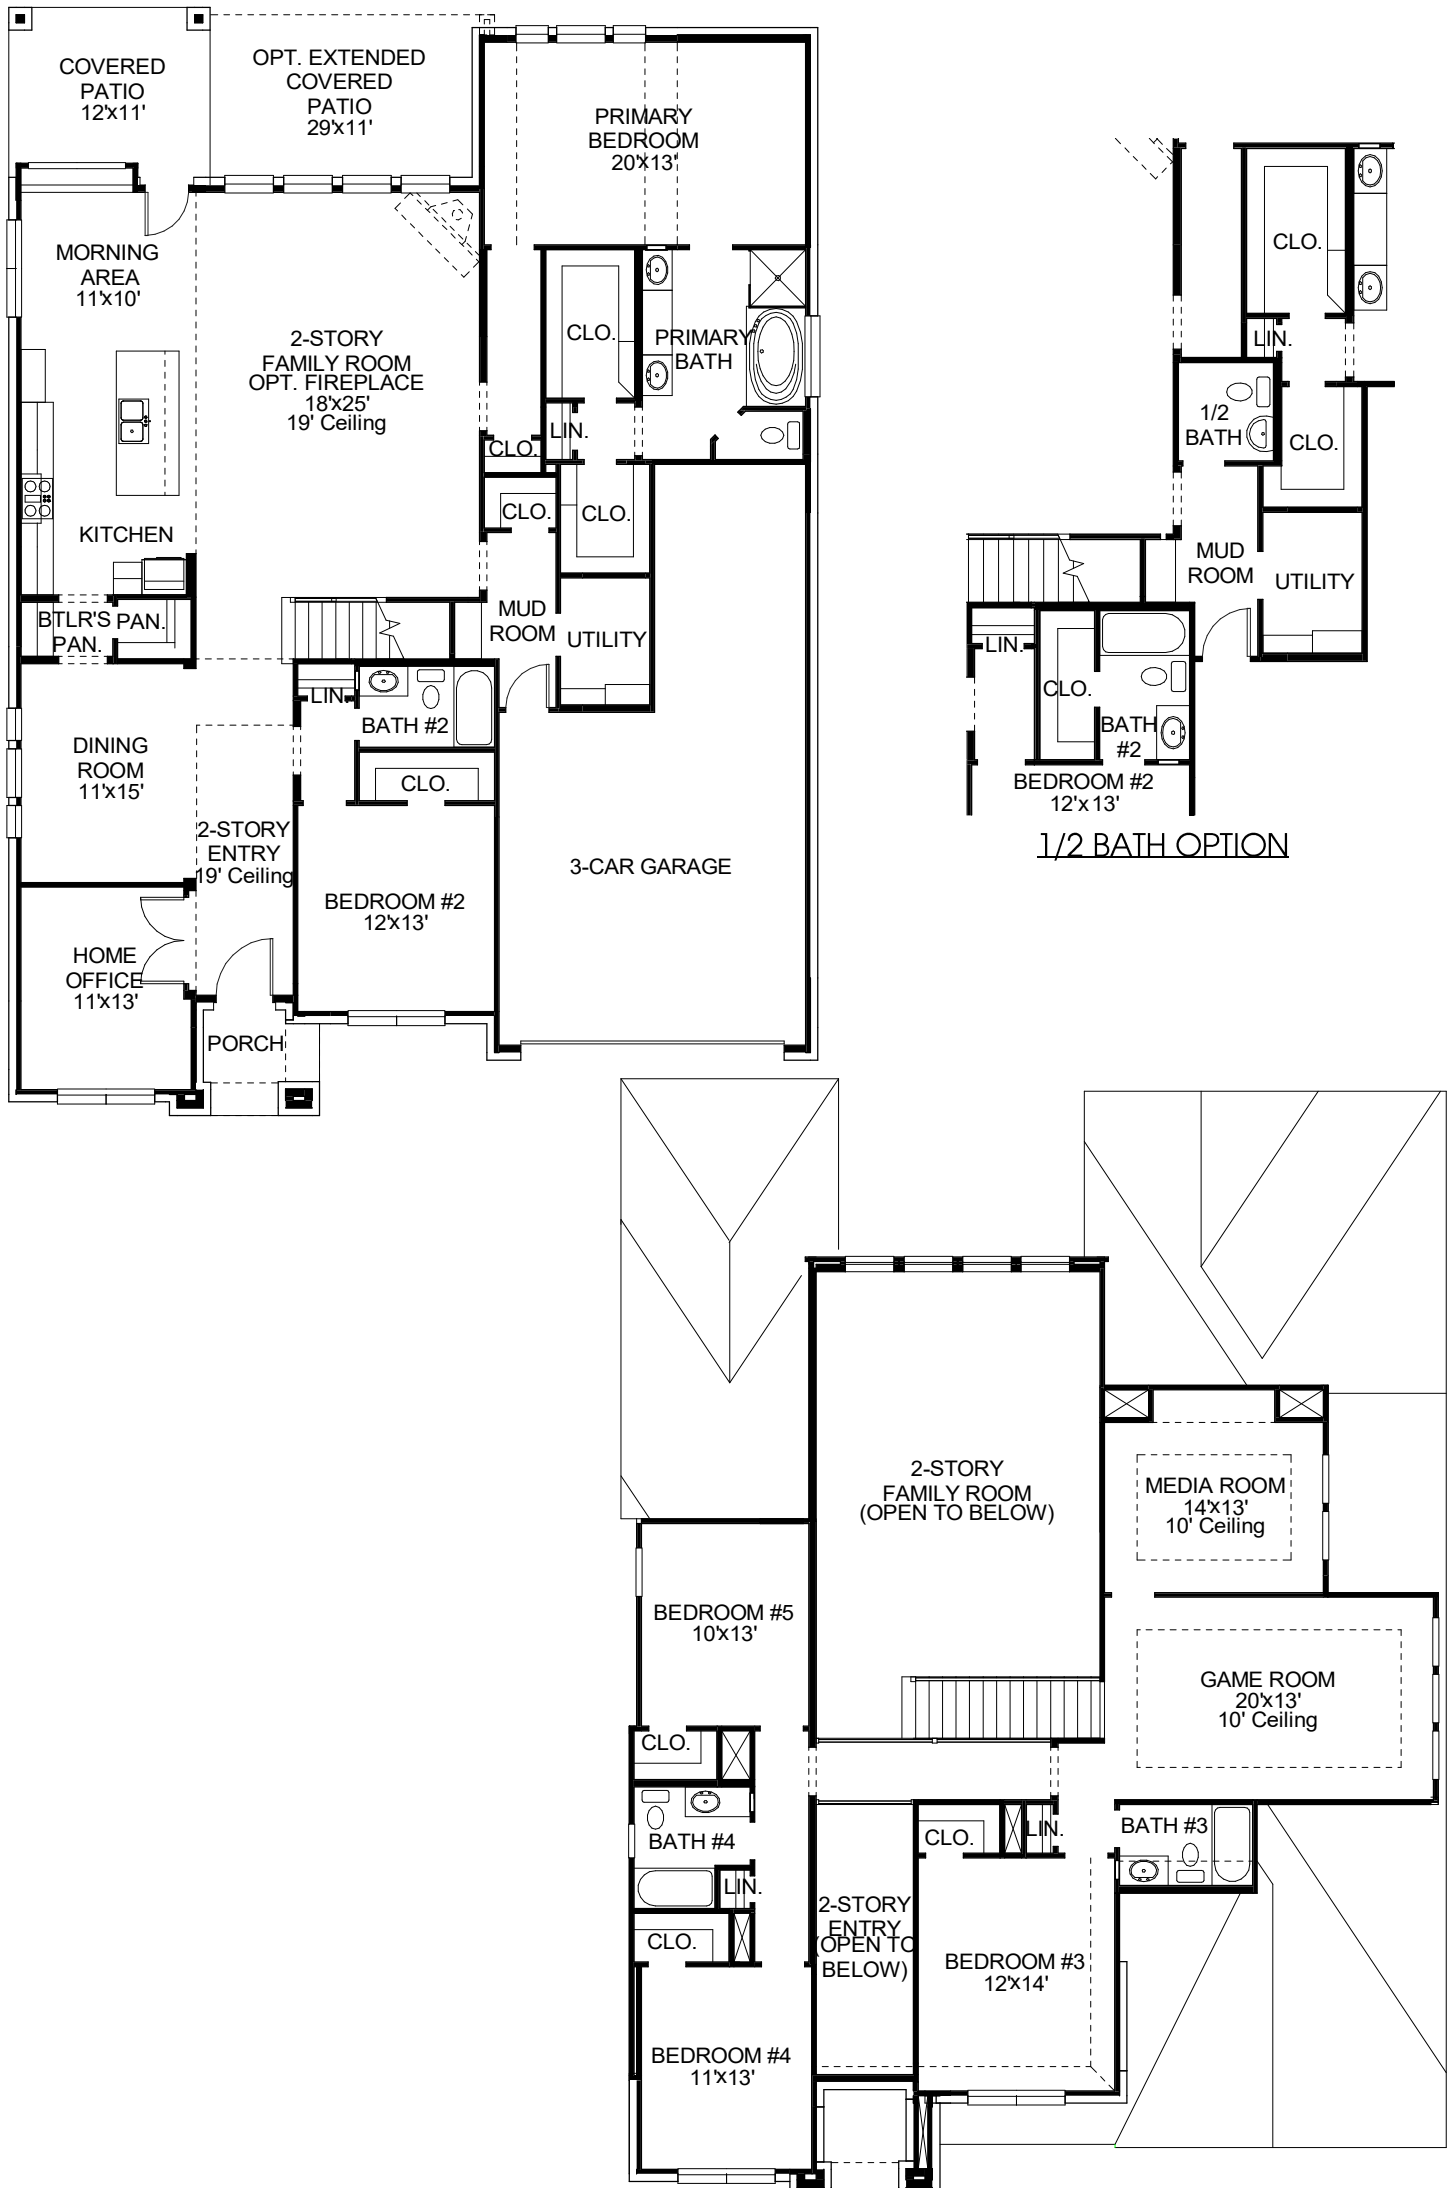 COVERED
PATIO
12'x11'
OPT. EXTENDED
COVERED
PATIO
29'x11'
PRIMARY
BEDROOM
20'x13'
MORNING
AREA
11'x10'
2-STORY
FAMILY ROOM
OPT. FIREPLACE
18'x25'
19' Ceiling
CLO.
PRIMARY
BATH
LIN.
CLO.
CLO.
CLO.
KITCHEN
BTLR'S
PAN.
PAN.
MUD
ROOM
UTILITY
LIN.
BATH #2
CLO.
DINING
ROOM
11'x15'
2-STORY
ENTRY
19' Ceiling
BEDROOM #2
12'x13'
3-CAR GARAGE
HOME
OFFICE
11'x13'
PORCH
CLO.
LIN.
1/2
BATH
CLO.
MUD
ROOM
UTILITY
LIN.
CLO.
BATH
#2
BEDROOM #2
12'x13'
1/2 BATH OPTION
2-STORY
FAMILY ROOM
(OPEN TO BELOW)
MEDIA ROOM
14'x13'
10' Ceiling
BEDROOM #5
10'x13'
GAME ROOM
20'x13'
10' Ceiling
CLO.
BATH #4
LIN.
CLO.
CLO.
LIN.
BATH #3
2-STORY
ENTRY
(OPEN TO
BELOW)
BEDROOM #3
12'x14'
BEDROOM #4
11'x13'